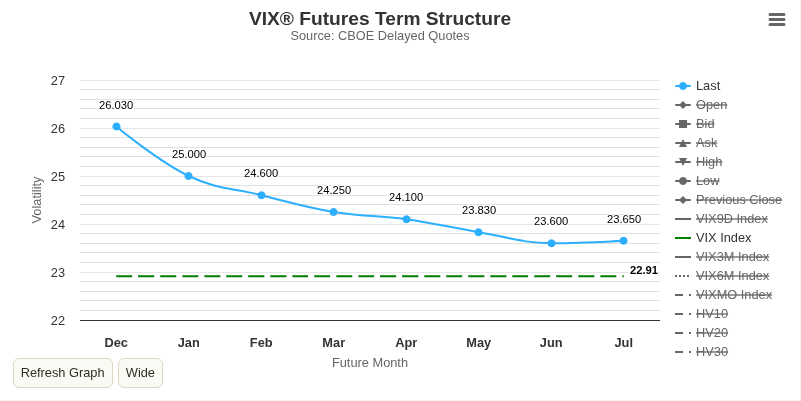 VIX® Futures Term Structure
Source: CBOE Delayed Quotes
27
26
25
24
23
22
Volatility
26.030
25.000
24.600
24.250
24.100
23.830
23.600
23.650
22.91
Dec Jan Feb Mar Apr May Jun Jul
Future Month
Last
Open
Bid
Ask
High
Low
Previous Close
VIX9D Index
VIX Index
VIX3M Index
VIX6M Index
VIXMO Index
HV10
HV20
HV30
Refresh Graph Wide